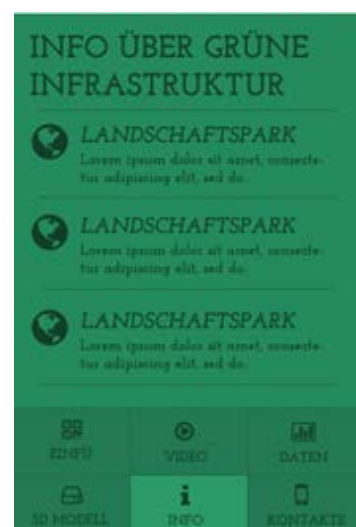 INFO ÜBER GRÜNE
INFRASTRUKTUR
LANDSCHAFTSPARK
Lorem ipsum dolor sit amet, consecte-
tur adipiscing elit, sed do.
LANDSCHAFTSPARK
Lorem ipsum dolor sit amet, consecte-
tur adipiscing elit, sed do.
LANDSCHAFTSPARK
Lorem ipsum dolor sit amet, consecte-
tur adipiscing elit, sed do.
EINFÜ
VIDEO
DATEN
3D MODELL
INFO
KONTAKTE